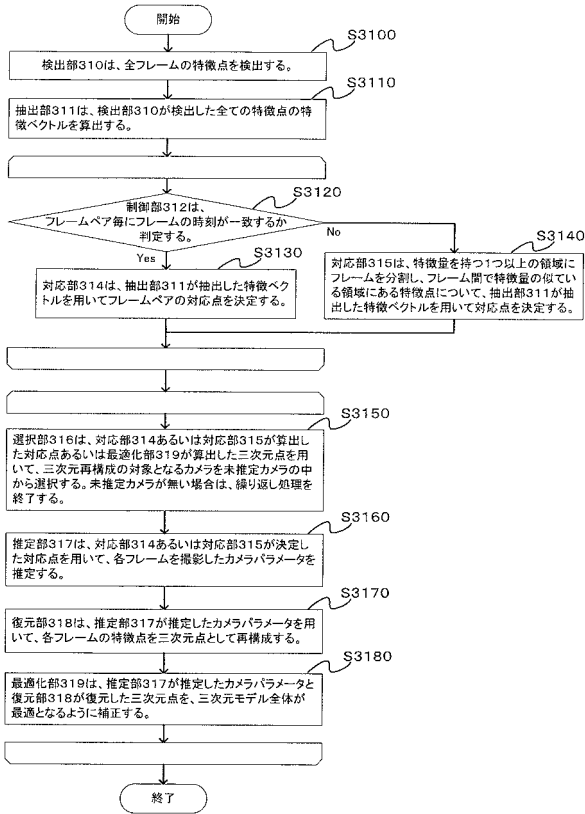 開始
S3100
検出部310は、全フレームの特徴点を検出する。
S3110
抽出部311は、検出部310が検出した全ての特徴点の特
徴ベクトルを算出する。
S3120
制御部312は、
フレームペア毎にフレームの時刻が一致するか
判定する。
No
Yes
S3130
対応部314は、抽出部311が抽出した特徴ベク
トルを用いてフレームペアの対応点を決定する。
S3140
対応部315は、特徴量を持つ1つ以上の領域に
フレームを分割し、フレーム間で特徴量の似てい
る領域にある特徴点について、抽出部311が抽
出した特徴ベクトルを用いて対応点を決定する。
S3150
選択部316は、対応部314あるいは対応部315が算出し
た対応点あるいは最適化部319が算出した三次元点を
用いて、三次元再構成の対象となるカメラを未推定カメラの中
から選択する。未推定カメラが無い場合は、繰り返し処理を
終了する。
S3160
推定部317は、対応部314あるいは対応部315が決定し
た対応点を用いて、各フレームを撮影したカメラパラメータを
推定する。
S3170
復元部318は、推定部317が推定したカメラパラメータを用
いて、各フレームの特徴点を三次元点として再構成する。
S3180
最適化部319は、推定部317が推定したカメラパラメータと
復元部318が復元した三次元点を、三次元モデル全体が
最適となるように補正する。
終了